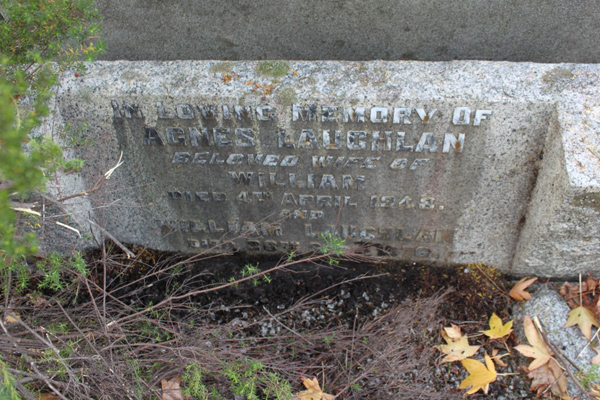 IN LOVING MEMORY OF
AGNES LAUGHLAN
BELOVED WIFE OF
WILLIAM
DIED 4TH APRIL 1948.
AND
WILLIAM LAUGHLAN